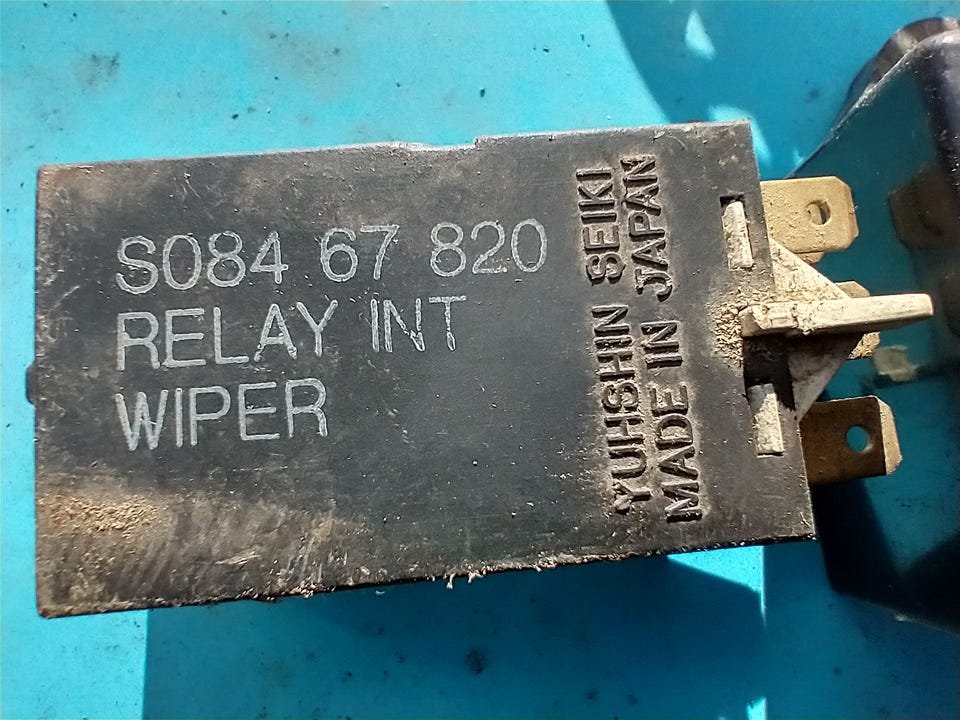 S084 67 820
RELAY INT
WIPER
YUHSHIN SEIKI
MADE IN JAPAN